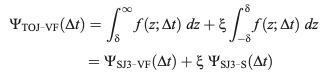 Ψ_TOJ-VF(Δt) = ∫_δ^∞ f(z; Δt) dz + ξ ∫_{-δ}^δ f(z; Δt) dz
= Ψ_SJ3-VF(Δt) + ξ Ψ_SJ3-S(Δt)